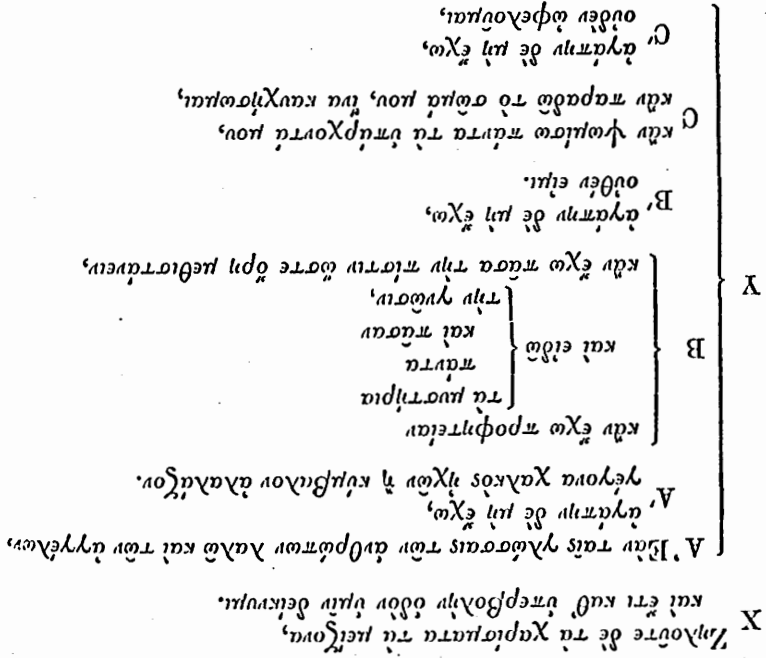 X Ζηλοῦτε δὲ τὰ χαρίσματα τὰ μείζονα,
καὶ ἔτι καθ᾽ ὑπερβολὴν ὁδὸν ὑμῖν δείκνυμι.
Y
A Ἐὰν ταῖς γλώσσαις τῶν ἀνθρώπων λαλῶ καὶ τῶν ἀγγέλων,
A' ἀγάπην δὲ μὴ ἔχω,
γέγονα χαλκὸς ἠχῶν ἢ κύμβαλον ἀλαλάζον.
B
κἂν ἔχω προφητείαν
καὶ εἰδῶ
τὰ μυστήρια
πάντα
καὶ πᾶσαν
τὴν γνῶσιν,
κἂν ἔχω πᾶσα τὴν πίστιν ὥστε ὄρη μεθιστάνειν,
B' ἀγάπην δὲ μὴ ἔχω,
οὐθέν εἰμι.
C κἂν ψωμίσω πάντα τὰ ὑπάρχοντά μου,
κἂν παραδῶ τὸ σῶμά μου, ἵνα καυχήσωμαι,
C' ἀγάπην δὲ μὴ ἔχω,
οὐδὲν ὠφελοῦμαι,